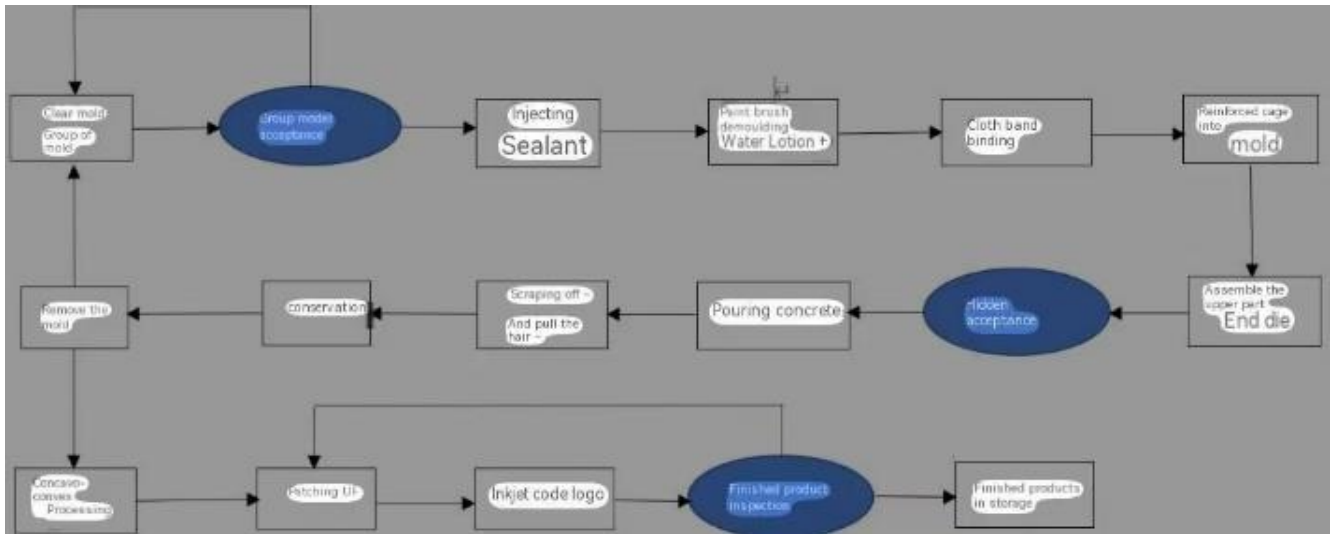 Clear mold
Group of
mold
Group model
acceptance
Injecting
Sealant
Paint brush
demoulding
Water Lotion +
Cloth band
binding
Reinforced cage
into
mold
Remove the
mold
conservation
Scraping off ~
And pull the
hair ~
Pouring concrete
Hidden
acceptance
Assemble the
upper part
End die
Concavo-
convex
Processing
Patching UF
Inkjet code logo
Finished product
inspection
Finished products
in storage